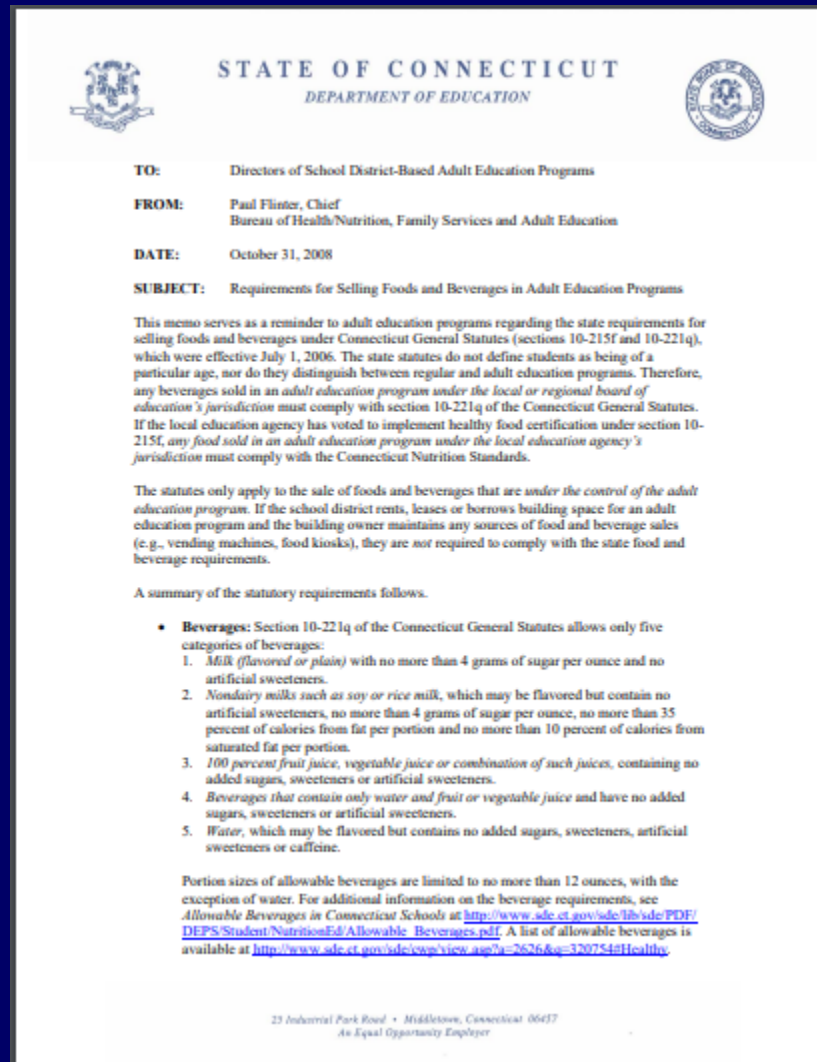 STATE OF CONNECTICUT
DEPARTMENT OF EDUCATION
TO: Directors of School District-Based Adult Education Programs
FROM: Paul Flinter, Chief
Bureau of Health/Nutrition, Family Services and Adult Education
DATE: October 31, 2008
SUBJECT: Requirements for Selling Foods and Beverages in Adult Education Programs
This memo serves as a reminder to adult education programs regarding the state requirements for
selling foods and beverages under Connecticut General Statutes (sections 10-215f and 10-221q),
which were effective July 1, 2006. The state statutes do not define students as being of a
particular age, nor do they distinguish between regular and adult education programs. Therefore,
any beverages sold in an adult education program under the local or regional board of
education's jurisdiction must comply with section 10-221q of the Connecticut General Statutes.
If the local education agency has voted to implement healthy food certification under section 10-
215f, any food sold in an adult education program under the local education agency's
jurisdiction must comply with the Connecticut Nutrition Standards.
The statutes only apply to the sale of foods and beverages that are under the control of the adult
education program. If the school district rents, leases or borrows building space for an adult
education program and the building owner maintains any sources of food and beverage sales
(e.g., vending machines, food kiosks), they are not required to comply with the state food and
beverage requirements.
A summary of the statutory requirements follows.
• Beverages: Section 10-221q of the Connecticut General Statutes allows only five
categories of beverages:
1. Milk (flavored or plain) with no more than 4 grams of sugar per ounce and no
artificial sweeteners.
2. Nondairy milks such as soy or rice milk, which may be flavored but contain no
artificial sweeteners, no more than 4 grams of sugar per ounce, no more than 35
percent of calories from fat per portion and no more than 10 percent of calories from
saturated fat per portion.
3. 100 percent fruit juice, vegetable juice or combination of such juices, containing no
added sugars, sweeteners or artificial sweeteners.
4. Beverages that contain only water and fruit or vegetable juice and have no added
sugars, sweeteners or artificial sweeteners.
5. Water, which may be flavored but contains no added sugars, sweeteners, artificial
sweeteners or caffeine.
Portion sizes of allowable beverages are limited to no more than 12 ounces, with the
exception of water. For additional information on the beverage requirements, see
Allowable Beverages in Connecticut Schools at http://www.sde.ct.gov/sde/lib/sde/PDF/
DEPS/Student/NutritionEd/Allowable_Beverages.pdf. A list of allowable beverages is
available at http://www.sde.ct.gov/sde/cwp/view.asp?a=2626&q=320754#Healthy.
25 Industrial Park Road • Middletown, Connecticut 06457
An Equal Opportunity Employer